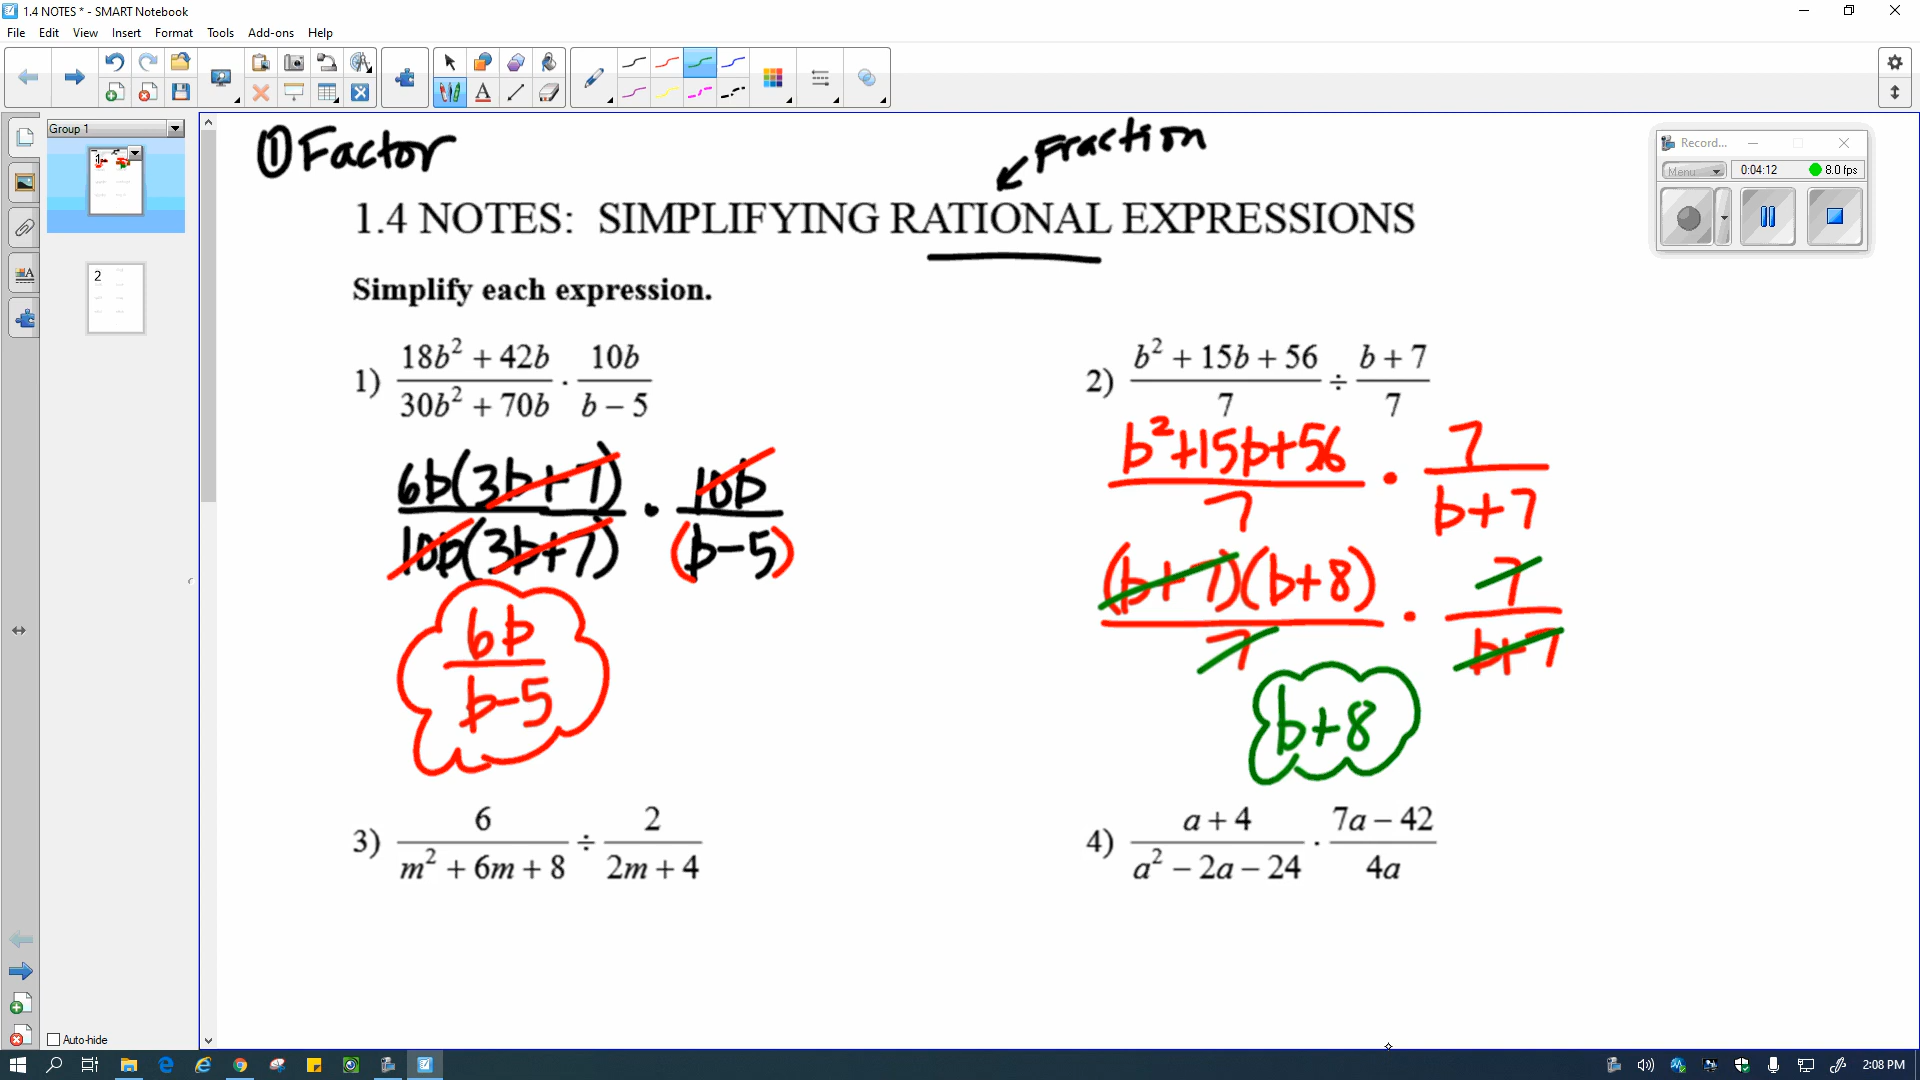 1.4 NOTES * - SMART Notebook
File Edit View Insert Format Tools Add-ons Help
Group 1
1
2
Record...
Menu 0:04:12 8.0 fps
① Factor
Fraction
1.4 NOTES: SIMPLIFYING RATIONAL EXPRESSIONS
Simplify each expression.
1) (18b² + 42b)/(30b² + 70b) · (10b)/(b − 5)
6b(3b+7)/10b(3b+7) · 10b/(b−5)
6b/(b−5)
2) (b² + 15b + 56)/7 ÷ (b + 7)/7
(b²+15b+56)/7 · 7/(b+7)
(b+7)(b+8)/7 · 7/(b+7)
b+8
3) 6/(m² + 6m + 8) ÷ 2/(2m + 4)
4) (a + 4)/(a² − 2a − 24) · (7a − 42)/(4a)
Auto-hide
2:08 PM